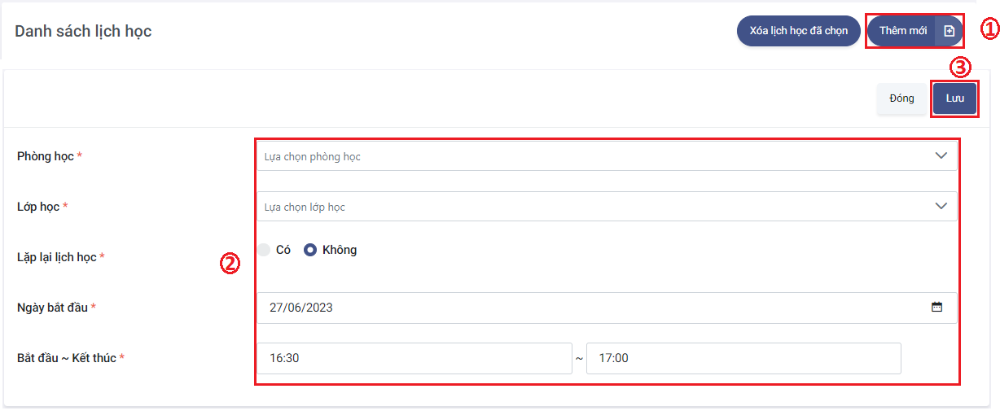 Danh sách lịch học
Xóa lịch học đã chọn
Thêm mới
①
③
Đóng
Lưu
Phòng học *
Lựa chọn phòng học
Lớp học *
Lựa chọn lớp học
Lặp lại lịch học *
②
Có
Không
Ngày bắt đầu *
27/06/2023
Bắt đầu ~ Kết thúc *
16:30 ~ 17:00